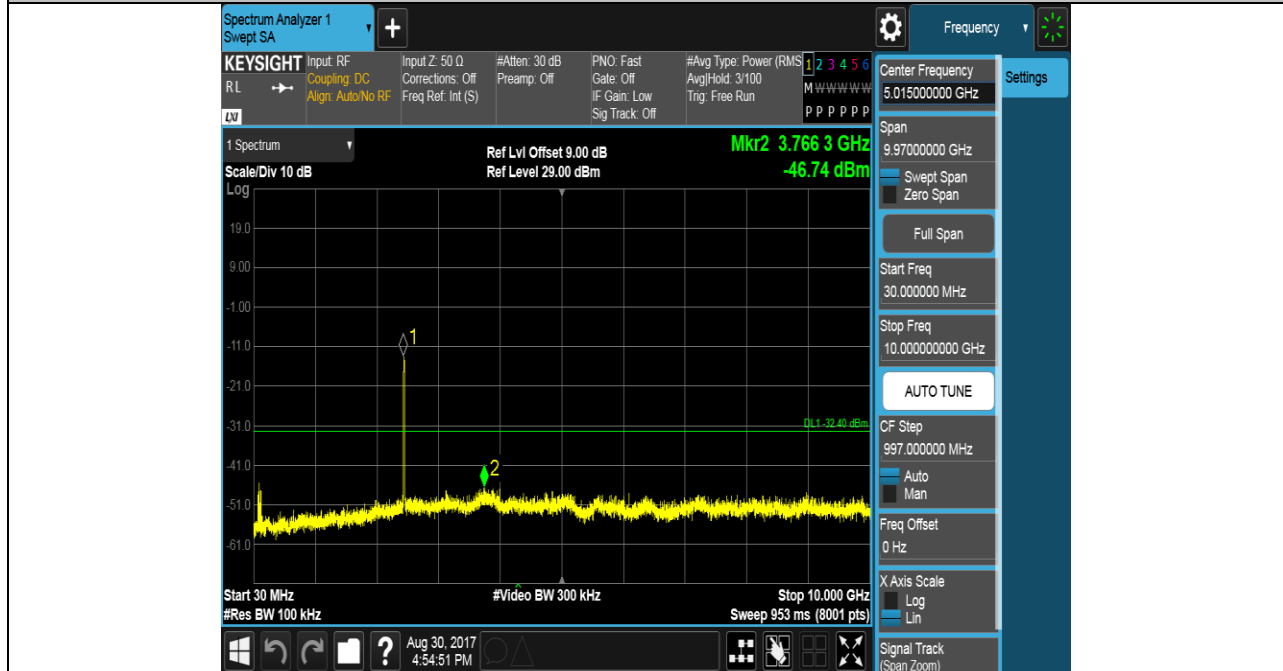 Spectrum Analyzer 1
Swept SA
+
Frequency
KEYSIGHT
RL
LXI
Input: RF
Coupling: DC
Align: Auto/No RF
Input Z: 50 Ω
Corrections: Off
Freq Ref: Int (S)
#Atten: 30 dB
Preamp: Off
PNO: Fast
Gate: Off
IF Gain: Low
Sig Track: Off
#Avg Type: Power (RMS
Avg|Hold: 3/100
Trig: Free Run
1 2 3 4 5 6
M W W W W W
P P P P P P
1 Spectrum
Scale/Div 10 dB
Ref Lvl Offset 9.00 dB
Ref Level 29.00 dBm
Mkr2 3.766 3 GHz
-46.74 dBm
Log
19.0
9.00
-1.00
-11.0
-21.0
-31.0
-41.0
-51.0
-61.0
1
2
DL1 -32.40 dBm
Start 30 MHz
#Res BW 100 kHz
#Video BW 300 kHz
Stop 10.000 GHz
Sweep 953 ms (8001 pts)
?
Aug 30, 2017
4:54:51 PM
Center Frequency
5.015000000 GHz
Span
9.97000000 GHz
Swept Span
Zero Span
Full Span
Start Freq
30.000000 MHz
Stop Freq
10.000000000 GHz
AUTO TUNE
CF Step
997.000000 MHz
Auto
Man
Freq Offset
0 Hz
X Axis Scale
Log
Lin
Signal Track
(Span Zoom)
Settings